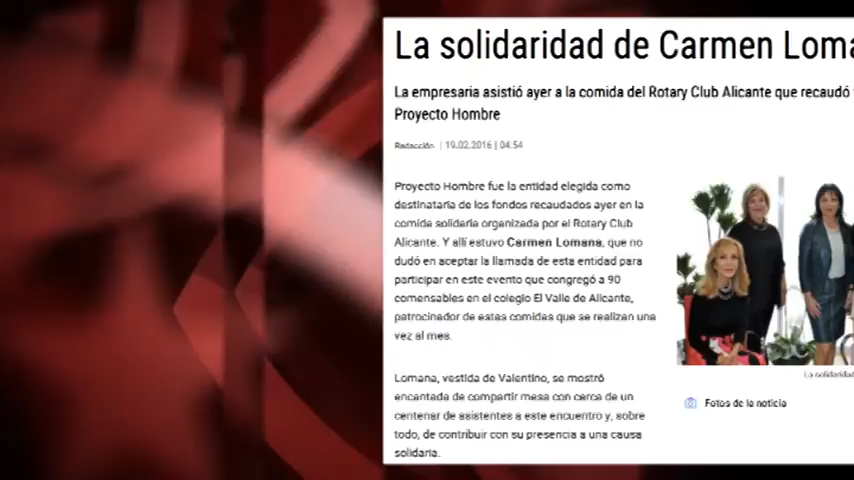 La solidaridad de Carmen Loma
La empresaria asistió ayer a la comida del Rotary Club Alicante que recaudó
Proyecto Hombre
Redacción | 19.02.2016 | 04:54
Proyecto Hombre fue la entidad elegida como
destinataria de los fondos recaudados ayer en la
comida solidaria organizada por el Rotary Club
Alicante. Y allí estuvo Carmen Lomana, que no
dudó en aceptar la llamada de esta entidad para
participar en este evento que congregó a 90
comensales en el colegio El Valle de Alicante,
patrocinador de estas comidas que se realizan una
vez al mes.
La solidaridad
Lomana, vestida de Valentino, se mostró
encantada de compartir mesa con cerca de un
centenar de asistentes a este encuentro y, sobre
todo, de contribuir con su presencia a una causa
solidaria.
Fotos de la noticia